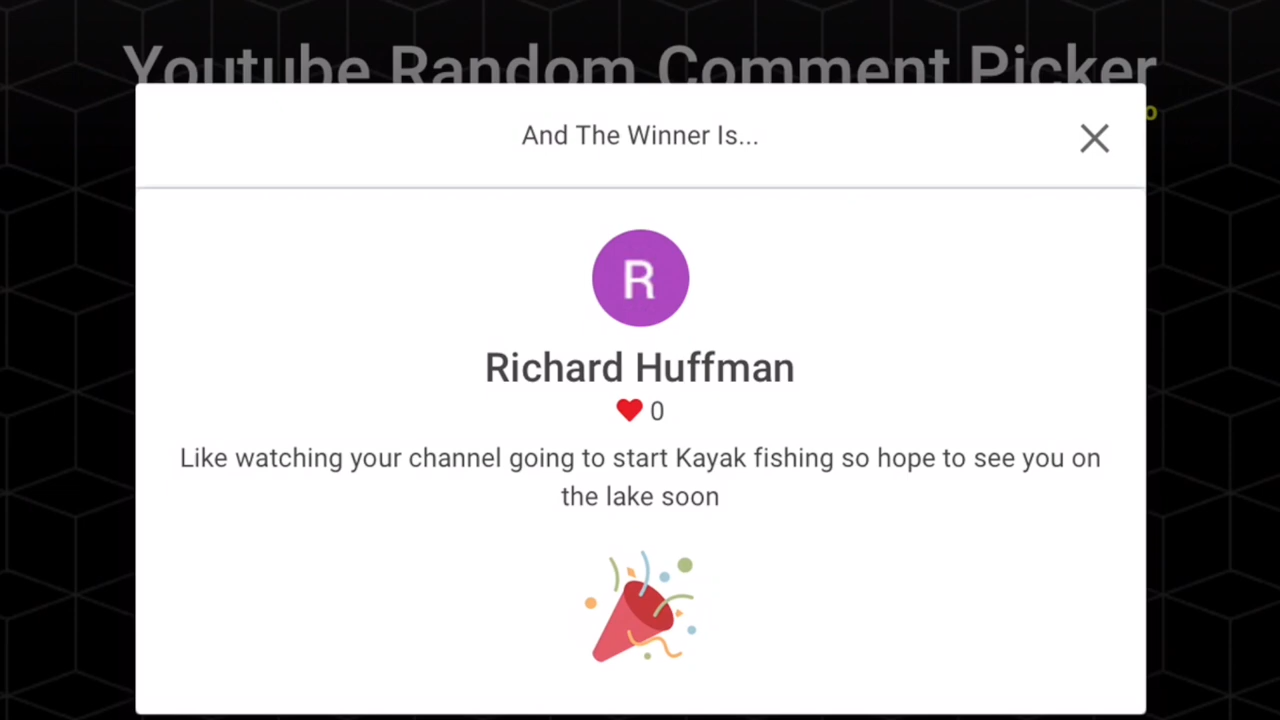 Youtube Random Comment Picker
And The Winner Is...
R
Richard Huffman
0
Like watching your channel going to start Kayak fishing so hope to see you on
the lake soon